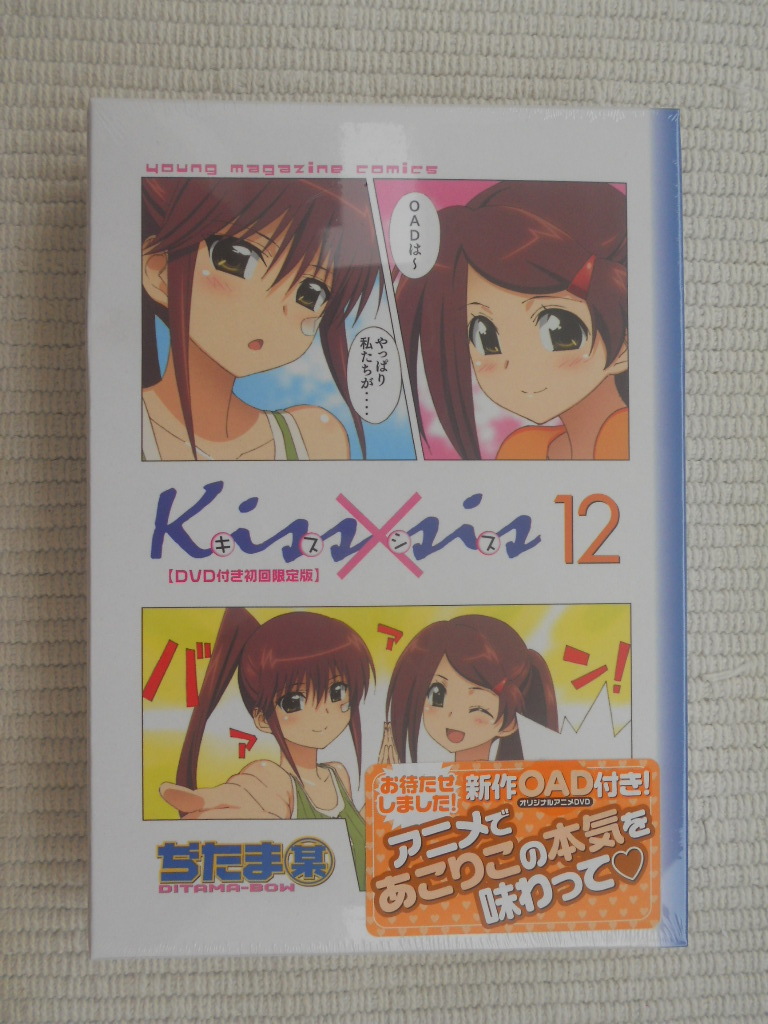 young magazine comics
OADは～
やっぱり
私たちが‥‥
Kiss×sis 12
キスシス
【DVD付き初回限定版】
バァァン!
お待たせ
しました!
新作OAD付き!
オリジナルアニメDVD
アニメで
あこりこの本気を
味わって♡
ぢたま某
DITAMA-BOW